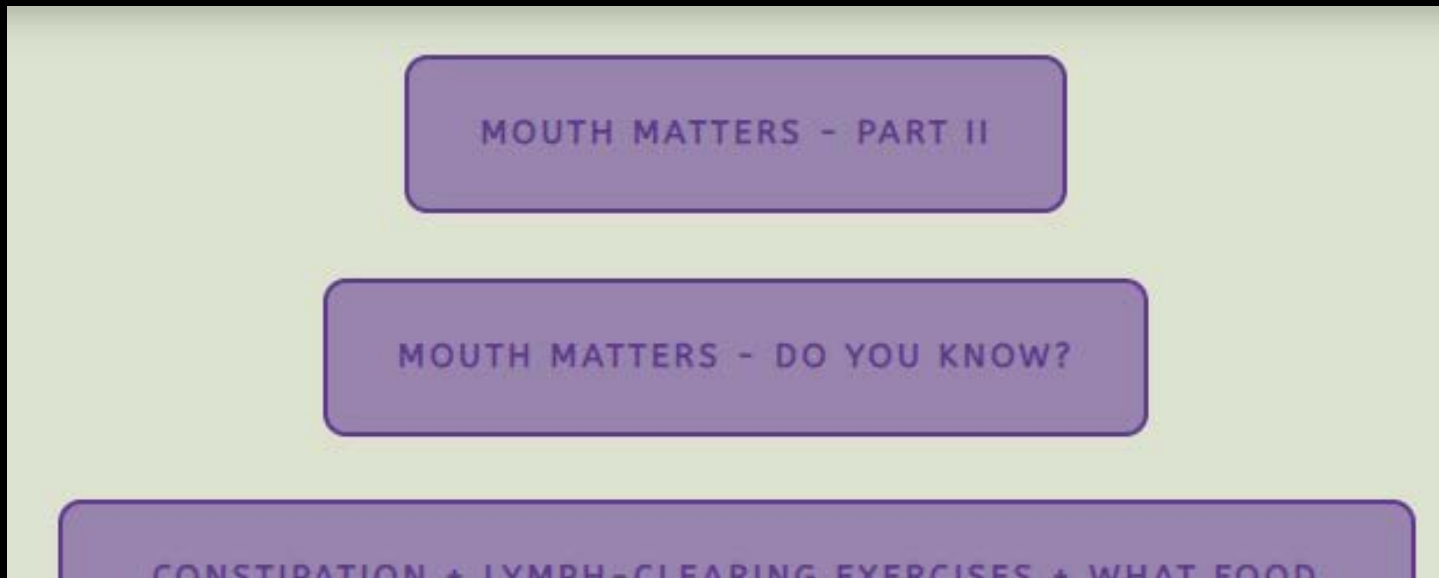 MOUTH MATTERS - PART II
MOUTH MATTERS - DO YOU KNOW?
CONSTIPATION + LYMPH-CLEARING EXERCISES + WHAT FOOD